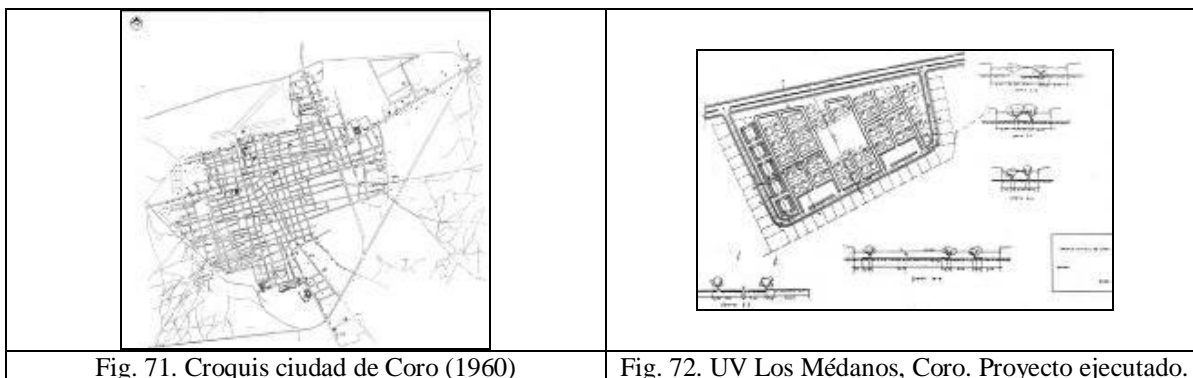 Fig. 71. Croquis ciudad de Coro (1960)
Fig. 72. UV Los Médanos, Coro. Proyecto ejecutado.